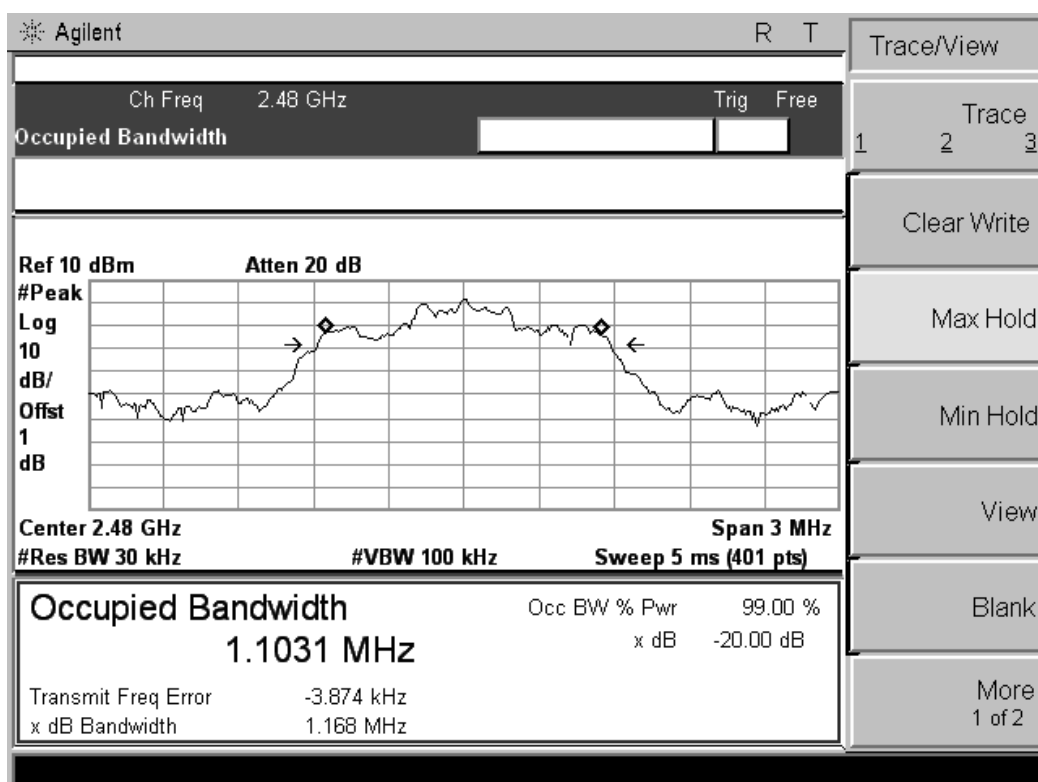 Agilent R T
Ch Freq 2.48 GHz Trig Free
Occupied Bandwidth
Ref 10 dBm Atten 20 dB
#Peak
Log
10
dB/
Offst
1
dB
Center 2.48 GHz Span 3 MHz
#Res BW 30 kHz #VBW 100 kHz Sweep 5 ms (401 pts)
Occupied Bandwidth Occ BW % Pwr 99.00 %
1.1031 MHz x dB -20.00 dB
Transmit Freq Error -3.874 kHz
x dB Bandwidth 1.168 MHz
Trace/View
Trace
1 2 3
Clear Write
Max Hold
Min Hold
View
Blank
More
1 of 2